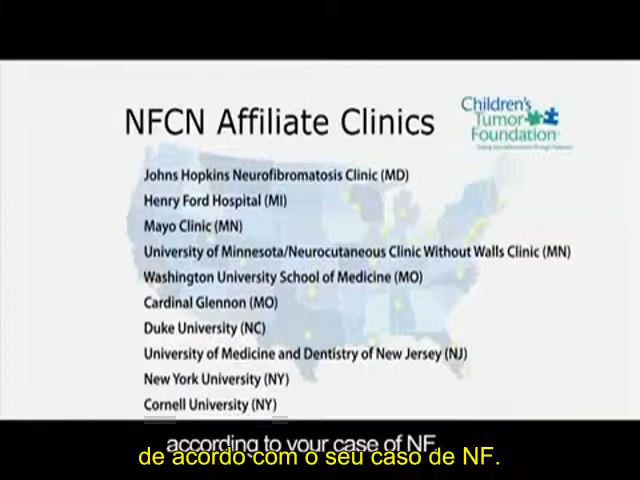 NFCN Affiliate Clinics
Children's
Tumor
Foundation
Johns Hopkins Neurofibromatosis Clinic (MD)
Henry Ford Hospital (MI)
Mayo Clinic (MN)
University of Minnesota/Neurocutaneous Clinic Without Walls Clinic (MN)
Washington University School of Medicine (MO)
Cardinal Glennon (MO)
Duke University (NC)
University of Medicine and Dentistry of New Jersey (NJ)
New York University (NY)
Cornell University (NY)
according to your case of NF.
de acordo com o seu caso de NF.